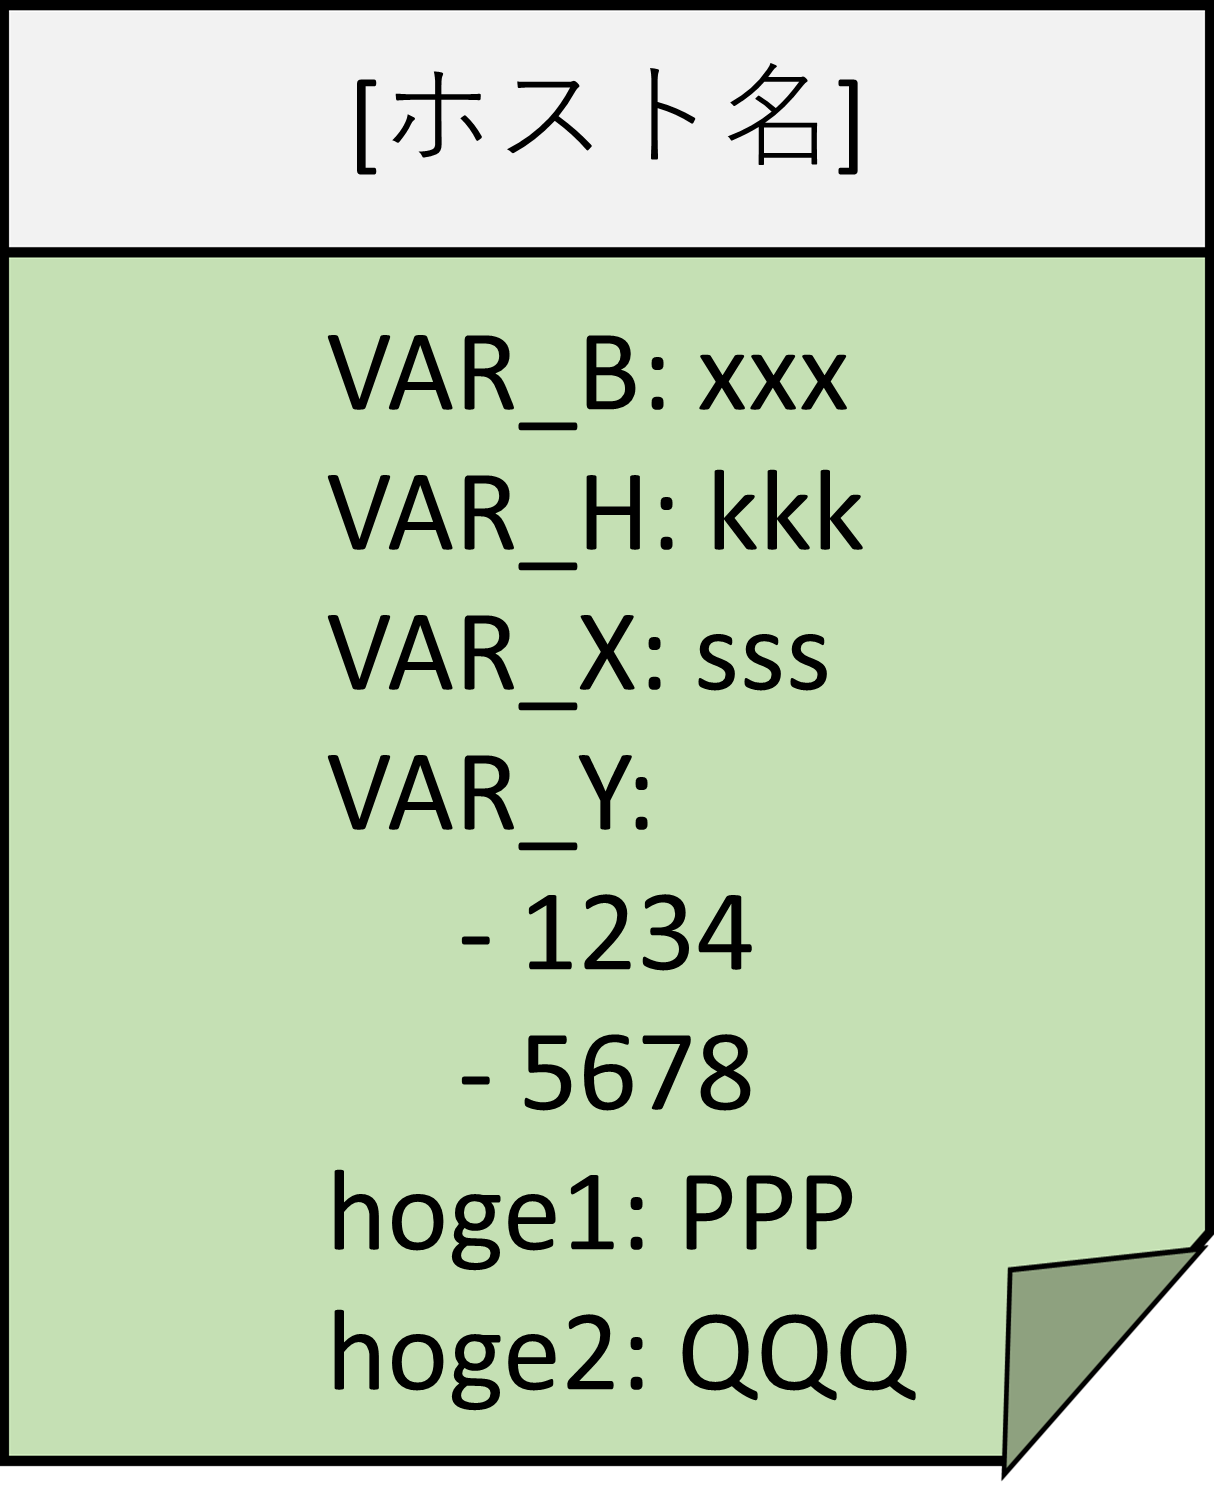 [ホスト名]
VAR_B: xxx
VAR_H: kkk
VAR_X: sss
VAR_Y:
- 1234
- 5678
hoge1: PPP
hoge2: QQQ